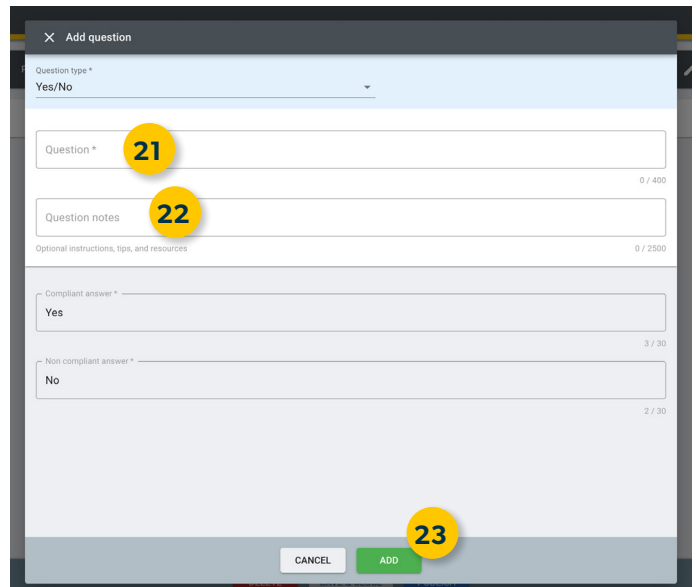 Add question
Question type *
Yes/No
Question *
21
0 / 400
Question notes
22
Optional instructions, tips, and resources
0 / 2500
Compliant answer *
Yes
3 / 30
Non compliant answer *
No
2 / 30
23
CANCEL
ADD